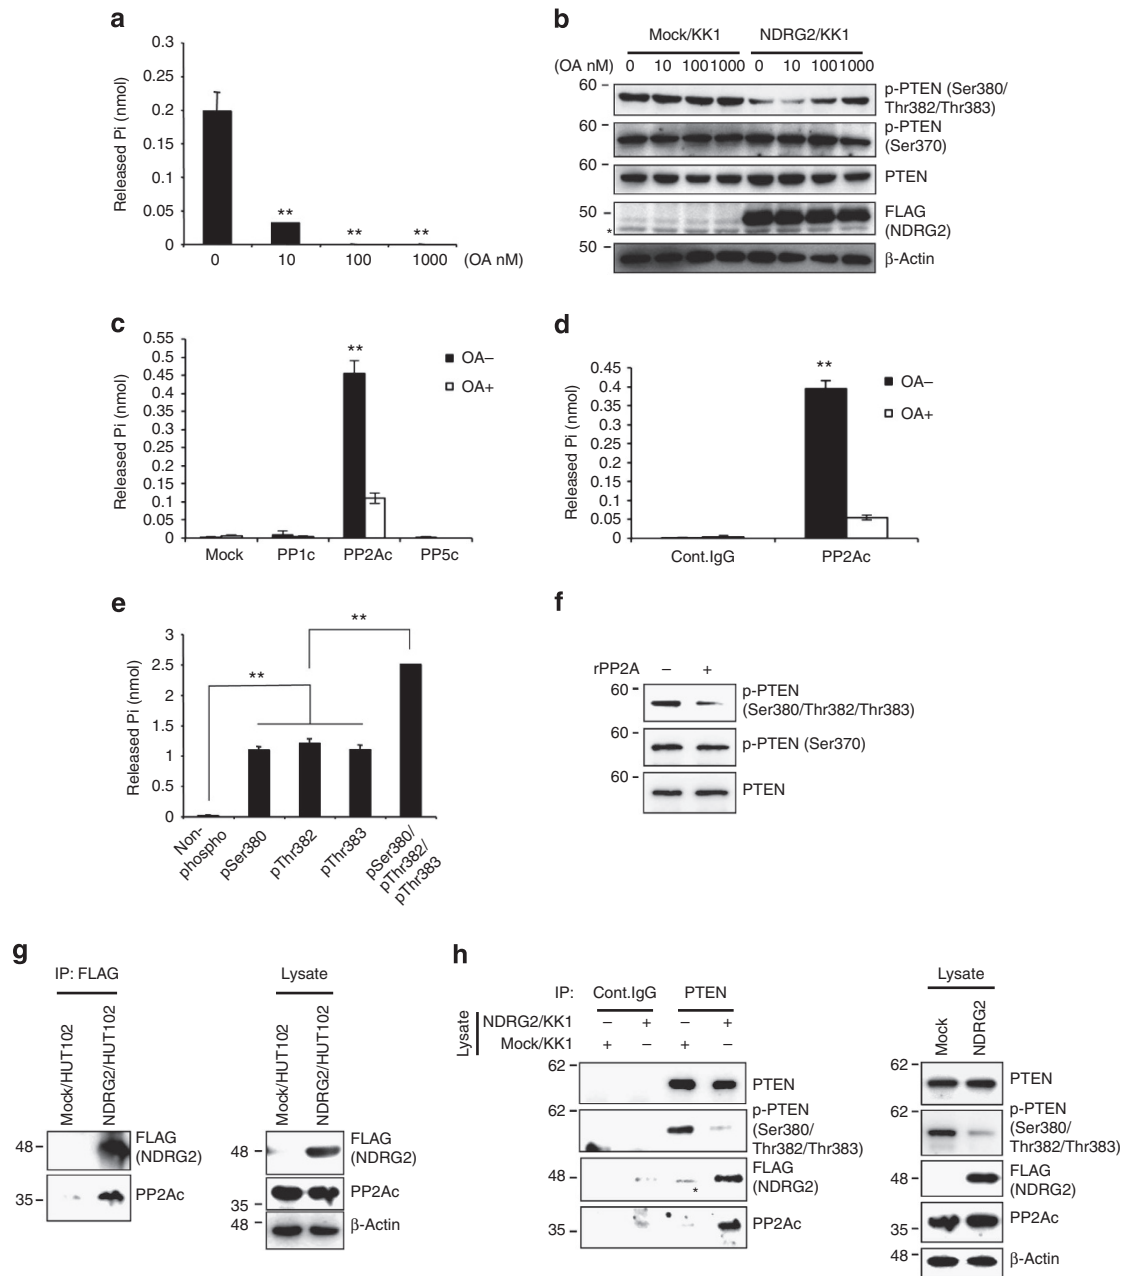 a
0.3
0.25
0.2
0.15
0.1
0.05
0
Released Pi (nmol)
**
**
**
0 10 100 1000 (OA nM)
b
Mock/KK1 NDRG2/KK1
(OA nM) 0 10 100 1000 0 10 100 1000
60
p-PTEN (Ser380/
Thr382/Thr383)
60
p-PTEN
(Ser370)
60
PTEN
50
*
FLAG
(NDRG2)
50
β-Actin
c
0.55
0.5
0.45
0.4
0.35
0.3
0.25
0.2
0.15
0.1
0.05
0
Released Pi (nmol)
**
OA–
OA+
Mock PP1c PP2Ac PP5c
d
0.45
0.4
0.35
0.3
0.25
0.2
0.15
0.1
0.05
0
Released Pi (nmol)
**
OA–
OA+
Cont.IgG PP2Ac
e
3
2.5
2
1.5
1
0.5
0
Released Pi (nmol)
**
**
Non-
phospho
pSer380
pThr382
pThr383
pSer380/
pThr382/
pThr383
f
rPP2A – +
60
p-PTEN
(Ser380/Thr382/Thr383)
60
p-PTEN (Ser370)
60
PTEN
g
IP: FLAG
Mock/HUT102
NDRG2/HUT102
48
FLAG
(NDRG2)
35
PP2Ac
Lysate
Mock/HUT102
NDRG2/HUT102
48
FLAG
(NDRG2)
35
PP2Ac
48
β-Actin
h
IP: Cont.IgG PTEN
Lysate
NDRG2/KK1 – + – +
Mock/KK1 + – + –
62
PTEN
62
p-PTEN
(Ser380/
Thr382/Thr383)
48
*
FLAG
(NDRG2)
35
PP2Ac
Lysate
Mock
NDRG2
62
PTEN
62
p-PTEN
(Ser380/
Thr382/Thr383)
48
FLAG
(NDRG2)
35
PP2Ac
48
β-Actin